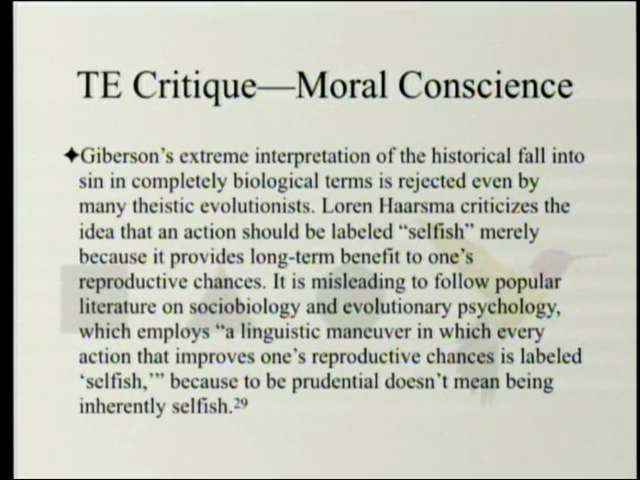 TE Critique—Moral Conscience
✦Giberson's extreme interpretation of the historical fall into
sin in completely biological terms is rejected even by
many theistic evolutionists. Loren Haarsma criticizes the
idea that an action should be labeled “selfish” merely
because it provides long-term benefit to one's
reproductive chances. It is misleading to follow popular
literature on sociobiology and evolutionary psychology,
which employs “a linguistic maneuver in which every
action that improves one's reproductive chances is labeled
‘selfish,’” because to be prudential doesn't mean being
inherently selfish.29